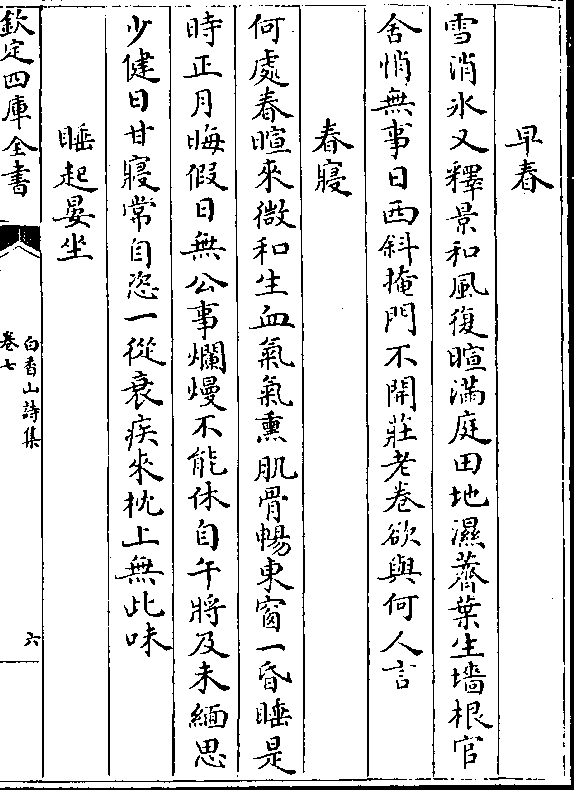 早春
雪消氷又釋景和風復暄滿庭田地濕薺葉生墻根官
舍悄無事日西斜掩門不開莊老卷欲與何人言
春寢
何處春暄來微和生血氣氣熏肌骨暢東窗一昏睡是
時正月晦假日無公事爛熳不能休自午將及未緬思
少健日甘寢常自恣一從衰疾來枕上無此味
睡起晏坐
欽定四庫全書
白香山詩集
卷七
六